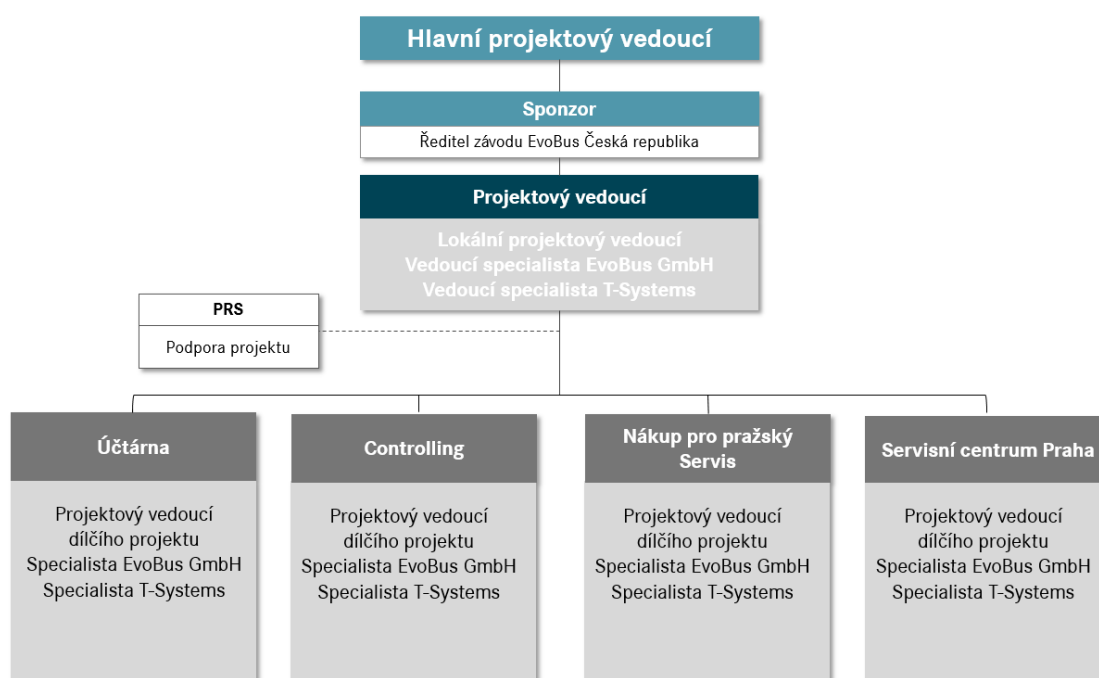 Hlavní projektový vedoucí
Sponzor
Ředitel závodu EvoBus Česká republika
Projektový vedoucí
Lokální projektový vedoucí
Vedoucí specialista EvoBus GmbH
Vedoucí specialista T-Systems
PRS
Podpora projektu
Účtárna
Projektový vedoucí
dílčího projektu
Specialista EvoBus GmbH
Specialista T-Systems
Controlling
Projektový vedoucí
dílčího projektu
Specialista EvoBus GmbH
Specialista T-Systems
Nákup pro pražský
Servis
Projektový vedoucí
dílčího projektu
Specialista EvoBus GmbH
Specialista T-Systems
Servisní centrum Praha
Projektový vedoucí
dílčího projektu
Specialista EvoBus GmbH
Specialista T-Systems